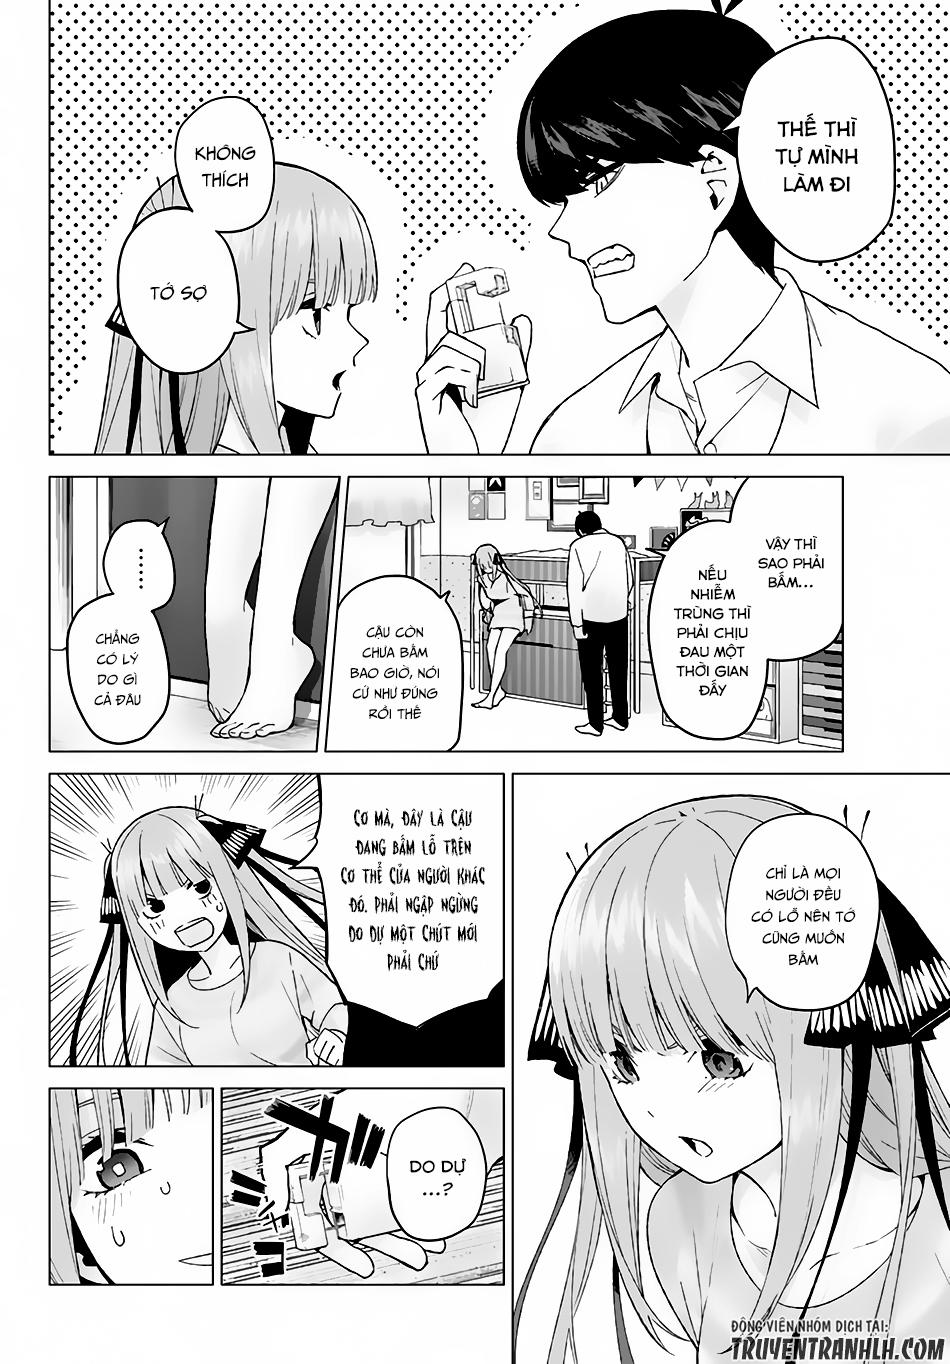 THẾ THÌ
TỰ MÌNH
LÀM ĐI
KHÔNG
THÍCH
TỚ SỢ
VẬY THÌ
SAO PHẢI
BẤM...
NẾU
NHIỄM
TRÙNG THÌ
PHẢI CHỊU
ĐAU MỘT
THỜI GIAN
ĐẤY
CẬU CÒN
CHƯA BẤM
BAO GIỜ, NÓI
CỨ NHƯ ĐÚNG
RỒI THẾ
......
CHẲNG
CÓ LÝ
DO GÌ
CẢ ĐÂU
CHỈ LÀ MỌI
NGƯỜI ĐỀU
CÓ LỖ NÊN TỚ
CŨNG MUỐN
BẤM
CƠ MÀ, ĐÂY LÀ CẬU
ĐANG BẤM LỖ TRÊN
CƠ THỂ CỦA NGƯỜI KHÁC
ĐÓ. PHẢI NGẬP NGỪNG
DO DỰ MỘT CHÚT MỚI
PHẢI CHỨ
DO DỰ
...?
ĐỘNG VIÊN NHÓM DỊCH TẠI:
TRUYENTRANHLH.COM